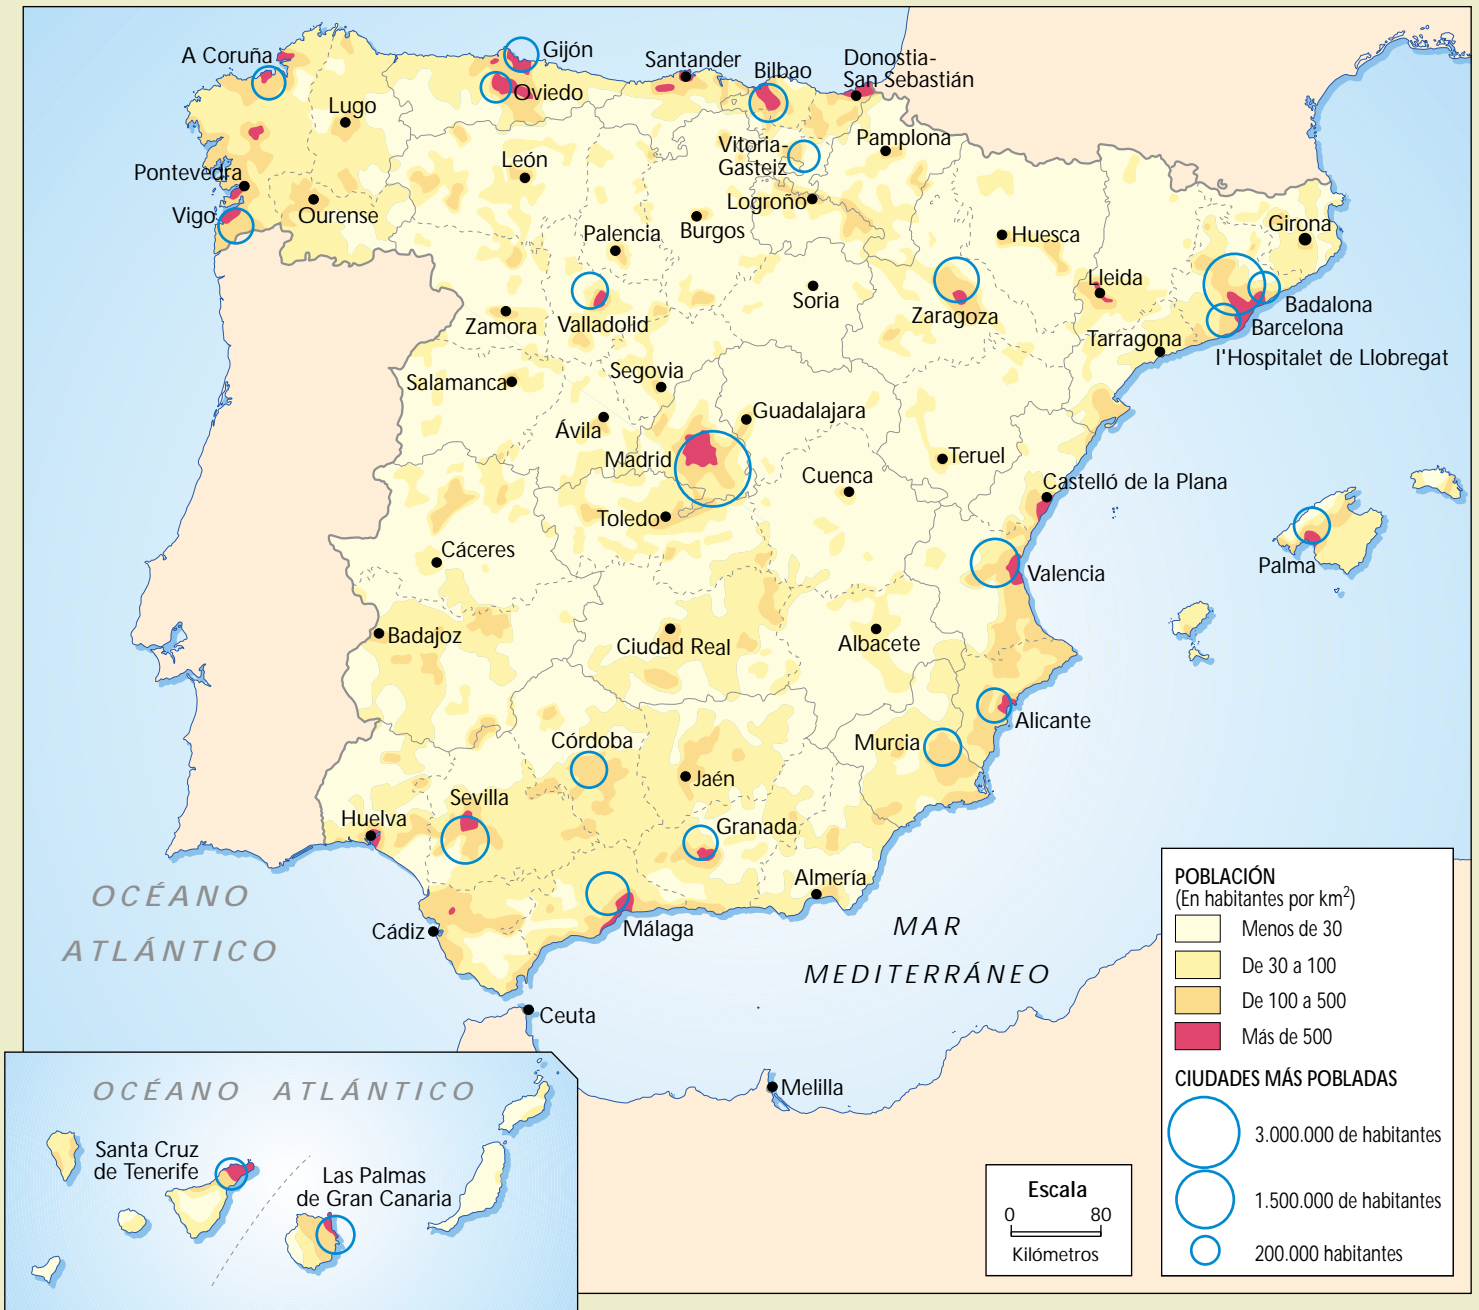 A Coruña
Gijón
Santander
Donostia-
San Sebastián
Bilbao
Oviedo
Lugo
Vitoria-
Gasteiz
Pamplona
León
Pontevedra
Logroño
Vigo
Ourense
Burgos
Palencia
Huesca
Girona
Lleida
Soria
Zaragoza
Badalona
Barcelona
Zamora
Valladolid
Tarragona
l'Hospitalet de Llobregat
Segovia
Salamanca
Guadalajara
Ávila
Madrid
Teruel
Cuenca
Castelló de la Plana
Toledo
Cáceres
Palma
Valencia
Badajoz
Ciudad Real
Albacete
Alicante
Córdoba
Murcia
Jaén
Sevilla
Huelva
Granada
Almería
OCÉANO
ATLÁNTICO
Cádiz
Málaga
MAR
MEDITERRÁNEO
Ceuta
Melilla
OCÉANO ATLÁNTICO
Santa Cruz
de Tenerife
Las Palmas
de Gran Canaria
Escala
0 80
Kilómetros
POBLACIÓN
(En habitantes por km²)
Menos de 30
De 30 a 100
De 100 a 500
Más de 500
CIUDADES MÁS POBLADAS
3.000.000 de habitantes
1.500.000 de habitantes
200.000 habitantes